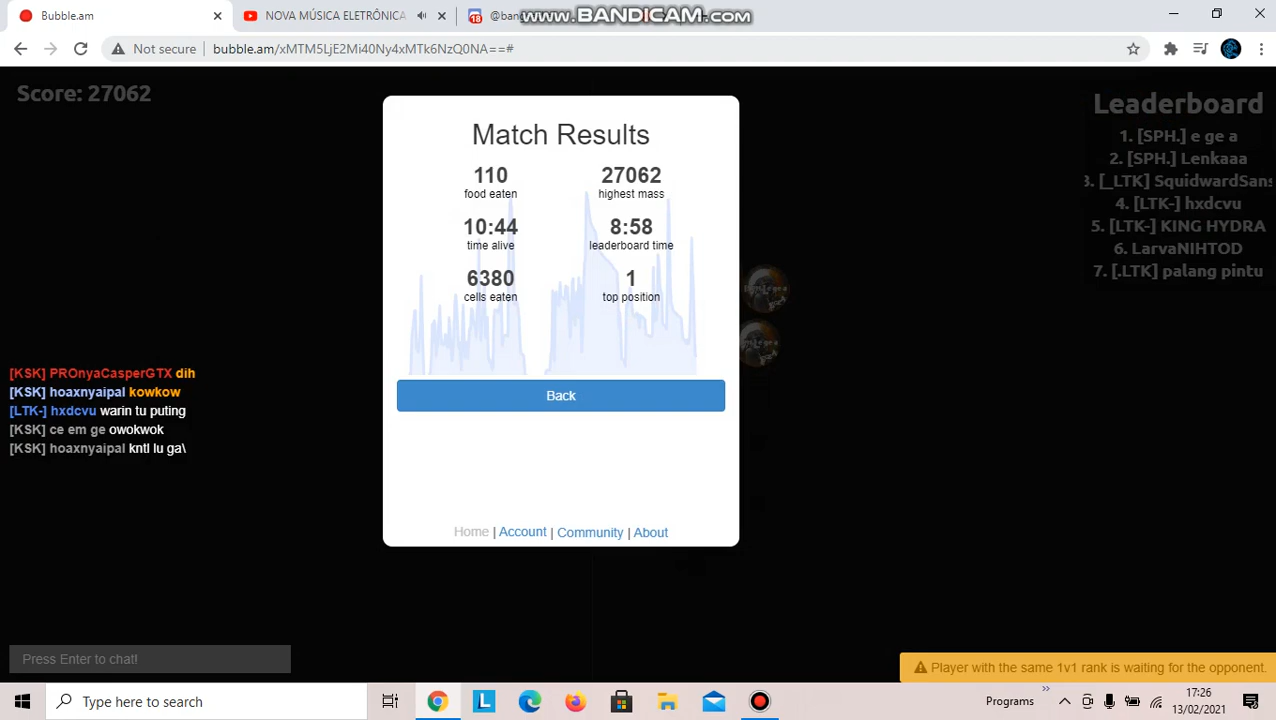 Bubble.am
NOVA MÚSICA ELETRÔNICA
18
@bang
www.BANDICAM.com
Not secure
bubble.am/xMTM5LjE2Mi40Ny4xMTk6NzQ0NA==#
Score: 27062
Leaderboard
1. [SPH.] e ge a
2. [SPH.] Lenkaaa
3. [_LTK] SquidwardSans
4. [LTK-] hxdcvu
5. [LTK-] KING HYDRA
6. LarvaNIHTOD
7. [.LTK] palang pintu
Match Results
110
food eaten
27062
highest mass
10:44
time alive
8:58
leaderboard time
6380
cells eaten
1
top position
Back
Home | Account | Community | About
[KSK] PROnyaCasperGTX dih
[KSK] hoaxnyaipal kowkow
[LTK-] hxdcvu warin tu puting
[KSK] ce em ge owokwok
[KSK] hoaxnyaipal kntl lu ga\
Press Enter to chat!
Player with the same 1v1 rank is waiting for the opponent.
Type here to search
L
Programs
17:26
13/02/2021